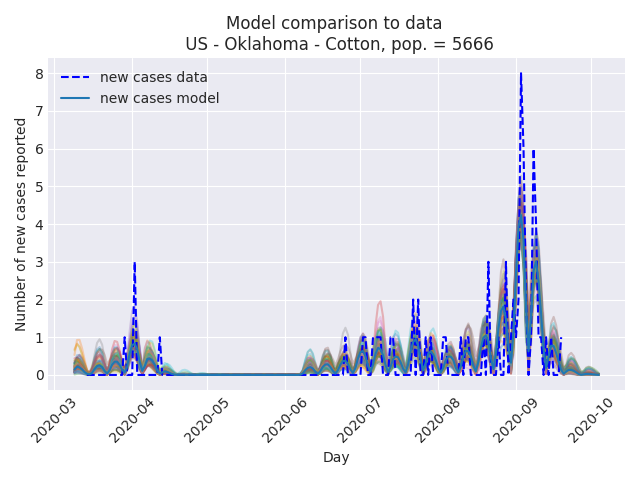 Model comparison to data
US - Oklahoma - Cotton, pop. = 5666
new cases data
new cases model
Number of new cases reported
8
7
6
5
4
3
2
1
0
2020-03
2020-04
2020-05
2020-06
2020-07
2020-08
2020-09
2020-10
Day